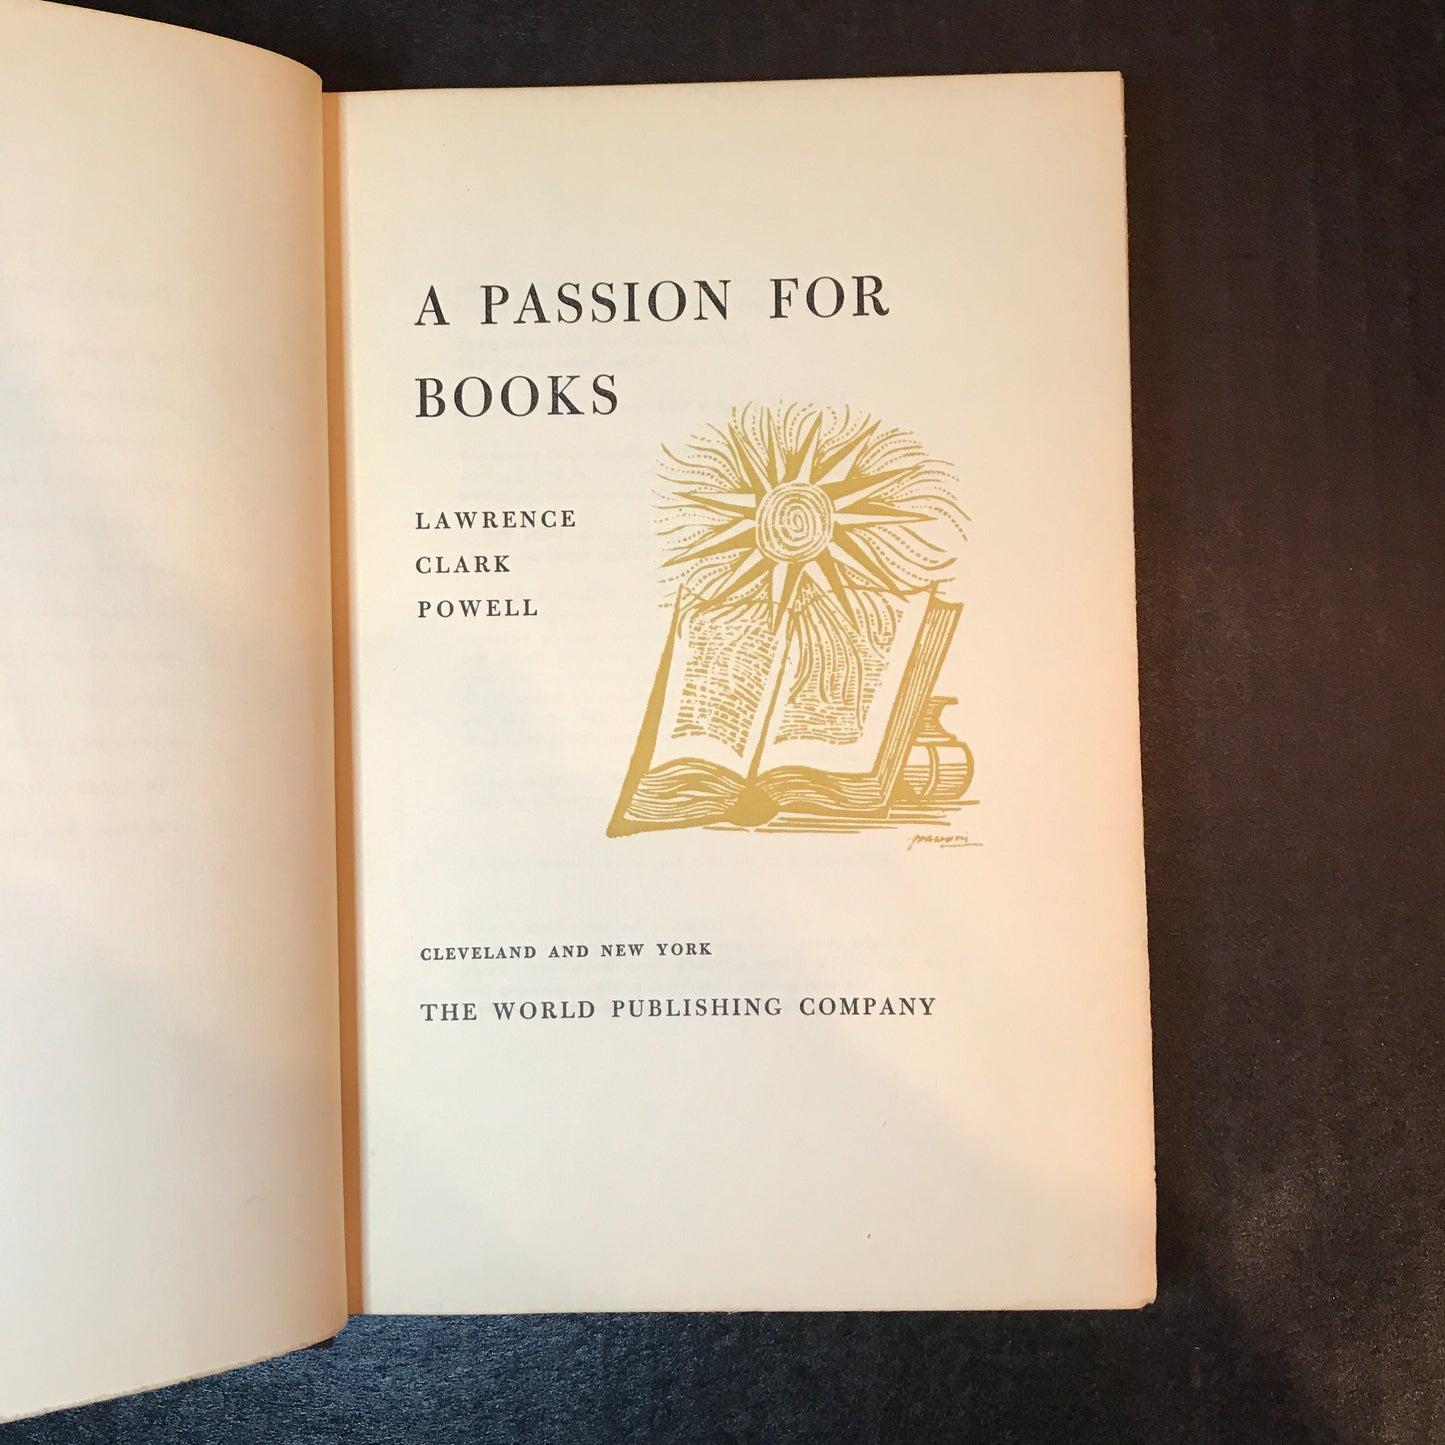 A PASSION FOR
BOOKS
LAWRENCE
CLARK
POWELL
CLEVELAND AND NEW YORK
THE WORLD PUBLISHING COMPANY